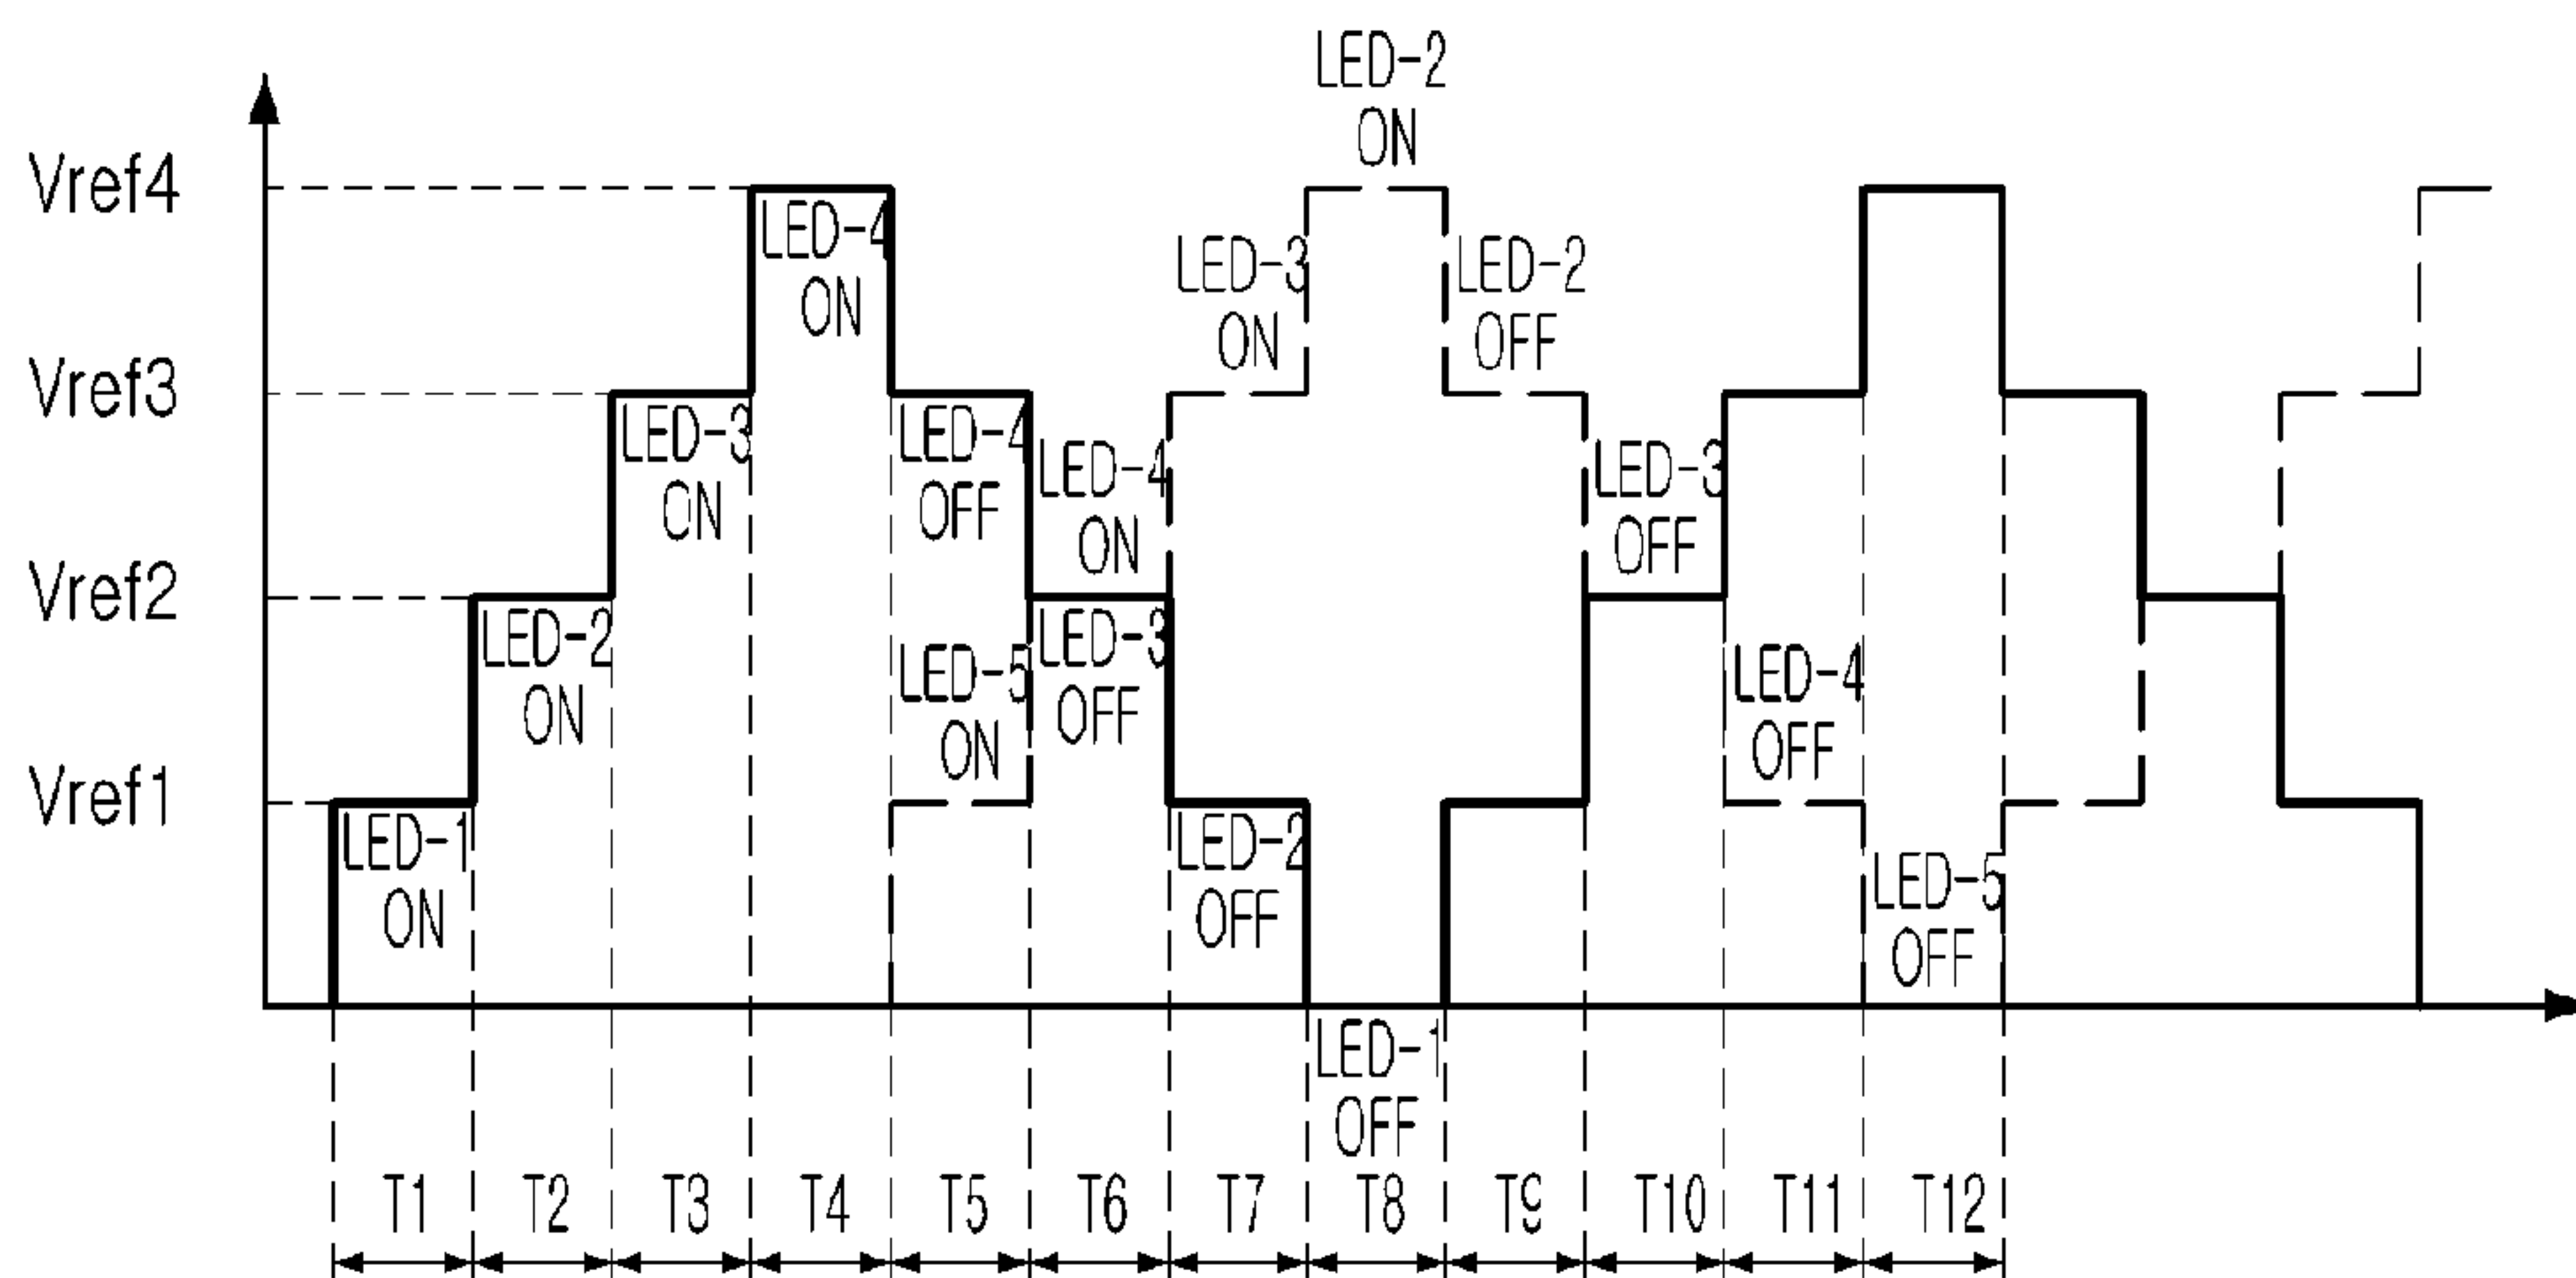 LED-2
ON
Vref4
LED-4
ON
LED-3
ON
LED-2
OFF
Vref3
LED-3
ON
LED-4
OFF
LED-4
ON
LED-3
OFF
Vref2
LED-2
ON
LED-5
ON
LED-3
OFF
LED-4
OFF
Vref1
LED-1
ON
LED-2
OFF
LED-5
OFF
LED-1
OFF
T1 T2 T3 T4 T5 T6 T7 T8 T9 T10 T11 T12